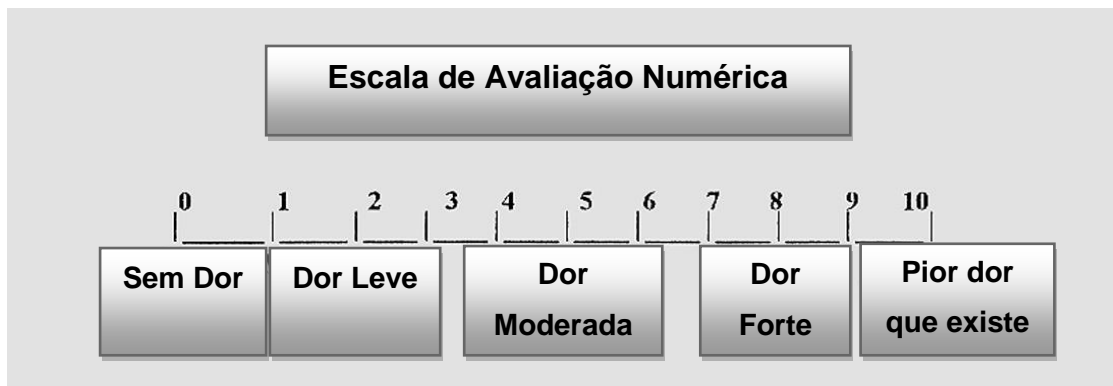 Escala de Avaliação Numérica
0 1 2 3 4 5 6 7 8 9 10
Sem Dor
Dor Leve
Dor
Moderada
Dor
Forte
Pior dor
que existe